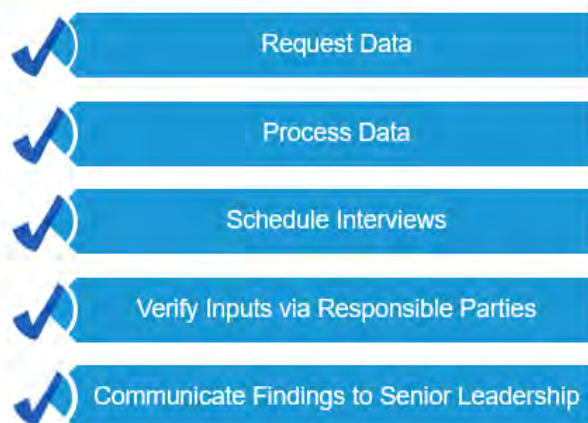 Request Data
Process Data
Schedule Interviews
Verify Inputs via Responsible Parties
Communicate Findings to Senior Leadership